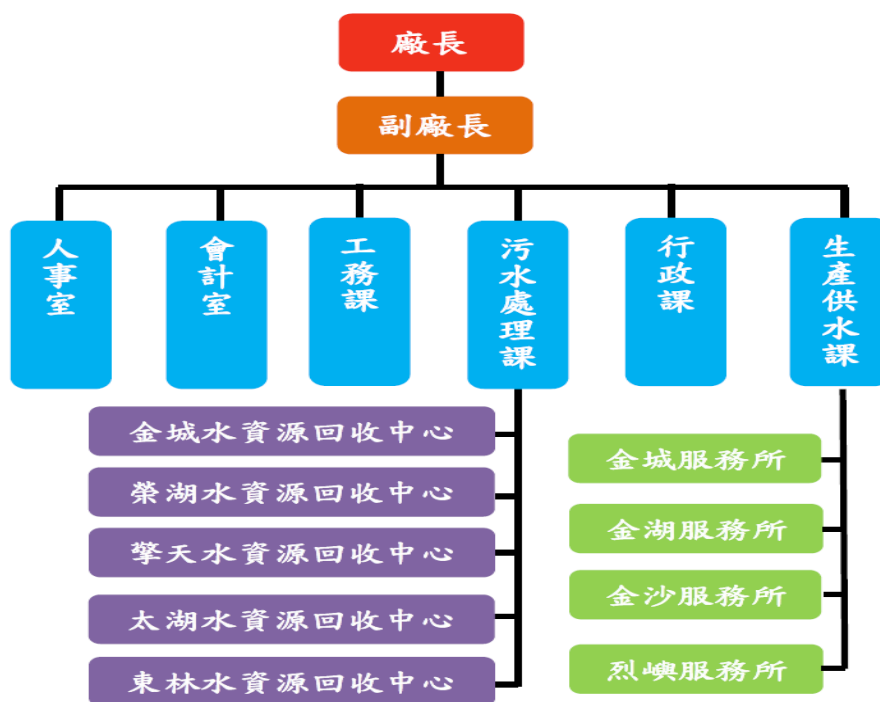 廠長
副廠長
人事室
會計室
工務課
污水處理課
行政課
生產供水課
金城水資源回收中心
榮湖水資源回收中心
擎天水資源回收中心
太湖水資源回收中心
東林水資源回收中心
金城服務所
金湖服務所
金沙服務所
烈嶼服務所